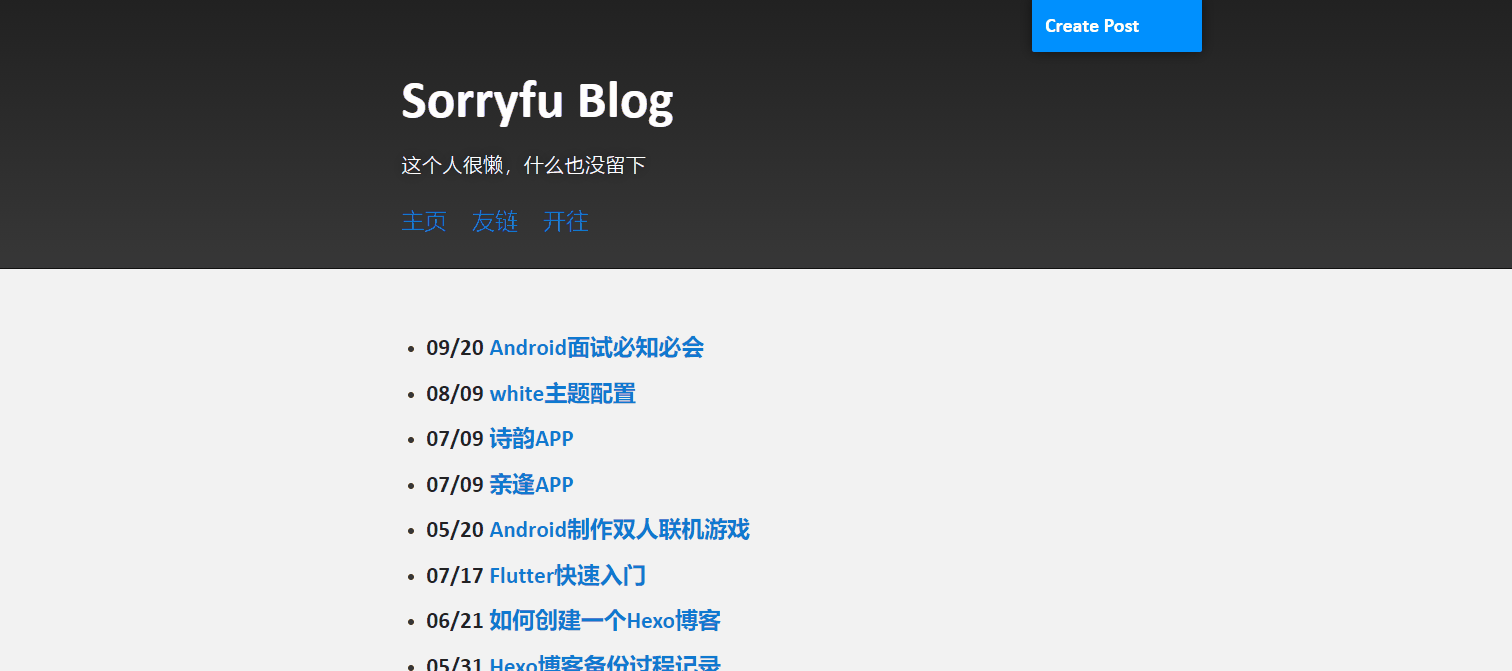 Create Post
Sorryfu Blog
这个人很懒，什么也没留下
主页 友链 开往
09/20 Android面试必知必会
08/09 white主题配置
07/09 诗韵APP
07/09 亲逢APP
05/20 Android制作双人联机游戏
07/17 Flutter快速入门
06/21 如何创建一个Hexo博客
05/31 Hexo博客备份过程记录